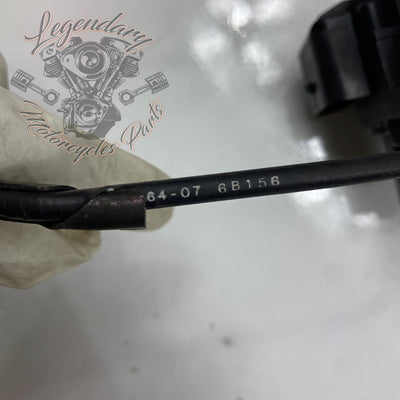 Legendary
Motorcycles Parts
64-07 6B156